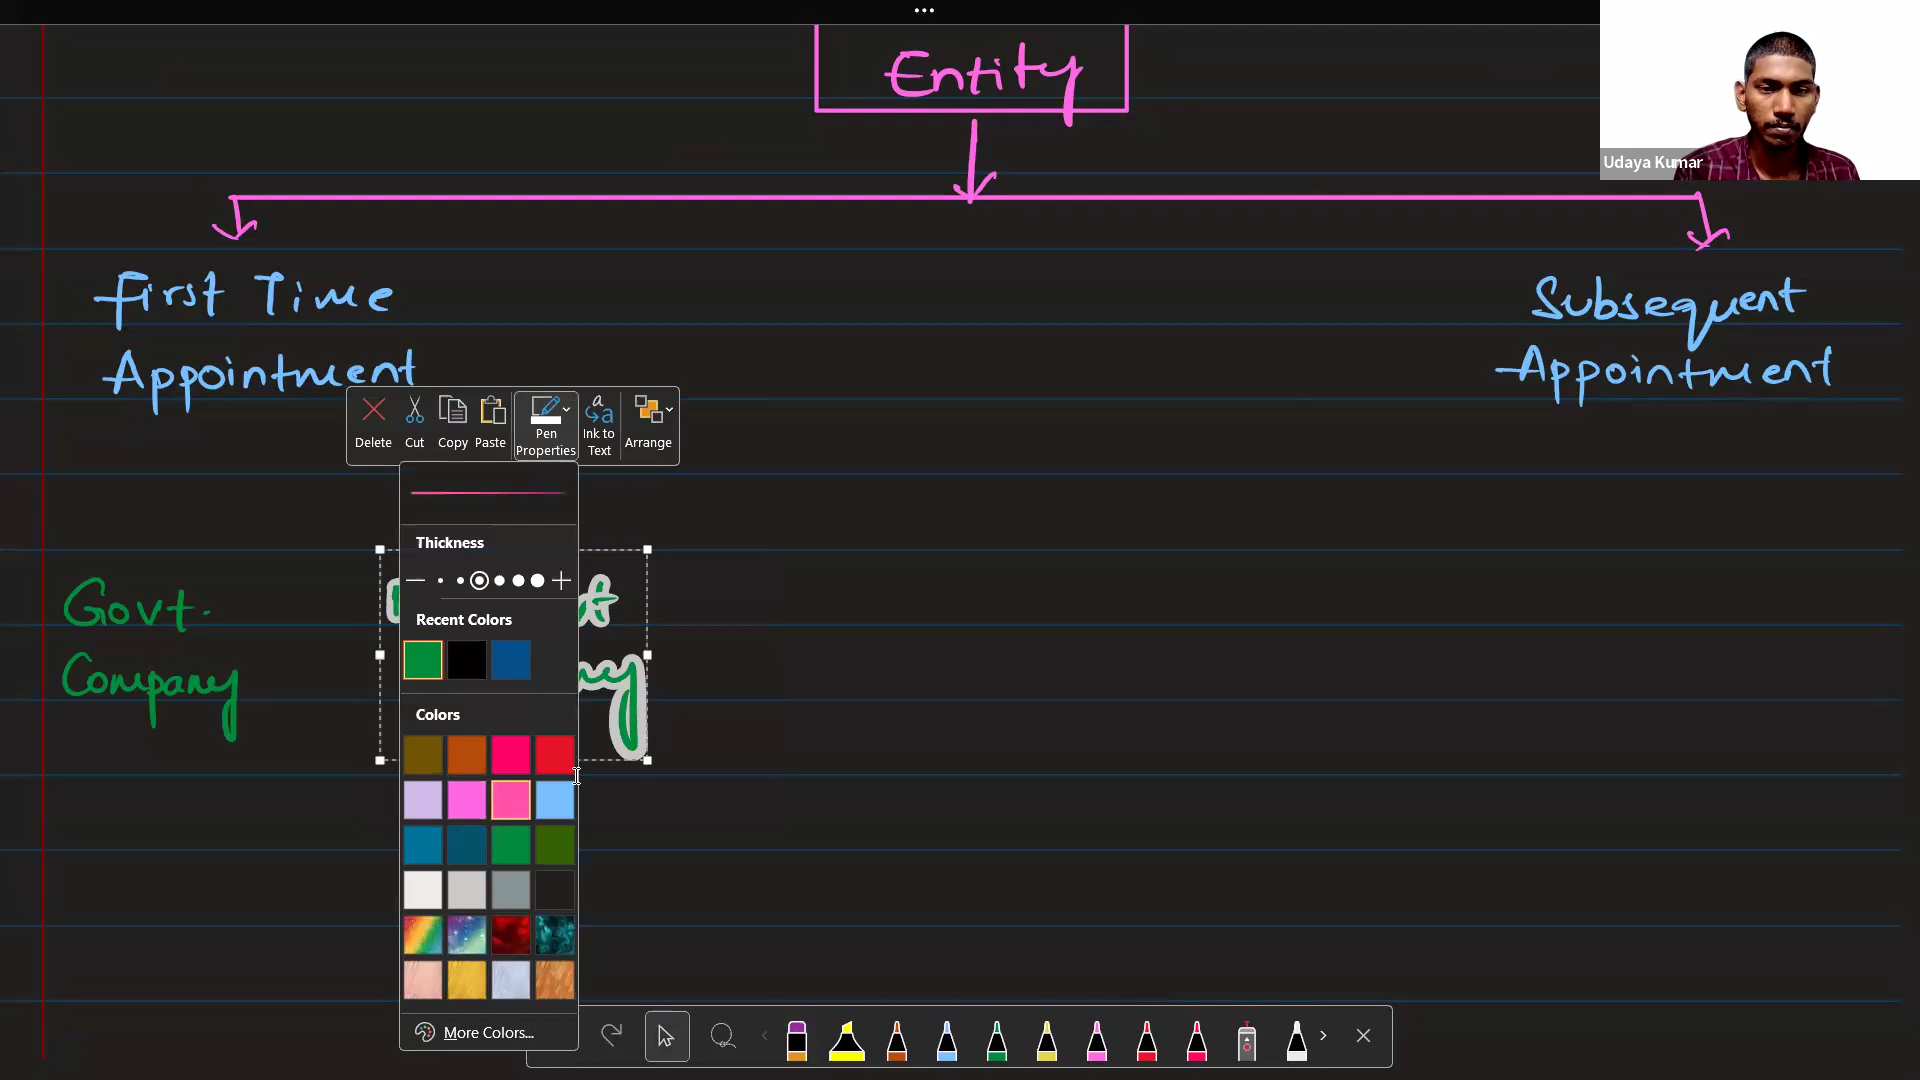 Entity
Udaya Kumar
First Time
Appointment
Subsequent
Appointment
Delete
Cut
Copy
Paste
Pen Properties
Ink to Text
Arrange
Thickness
Recent Colors
Govt.
Company
Colors
More Colors...